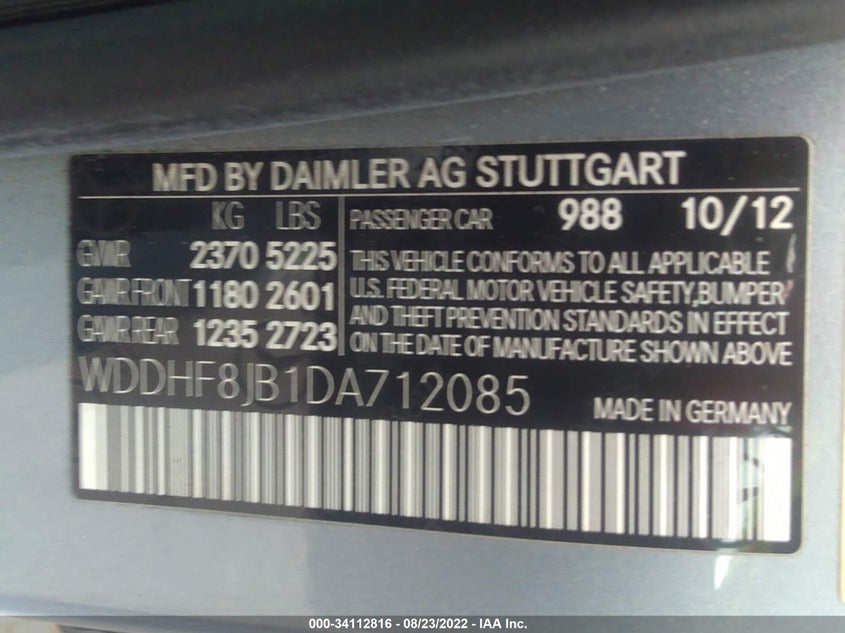 MFD BY DAIMLER AG STUTTGART
KG LBS
GVWR 2370 5225
GAWR FRONT 1180 2601
GAWR REAR 1235 2723
PASSENGER CAR 988 10/12
THIS VEHICLE CONFORMS TO ALL APPLICABLE
U.S. FEDERAL MOTOR VEHICLE SAFETY,BUMPER
AND THEFT PREVENTION STANDARDS IN EFFECT
ON THE DATE OF MANUFACTURE SHOWN ABOVE
WDDHF8JB1DA712085
MADE IN GERMANY
000-34112816 - 08/23/2022 - IAA Inc.